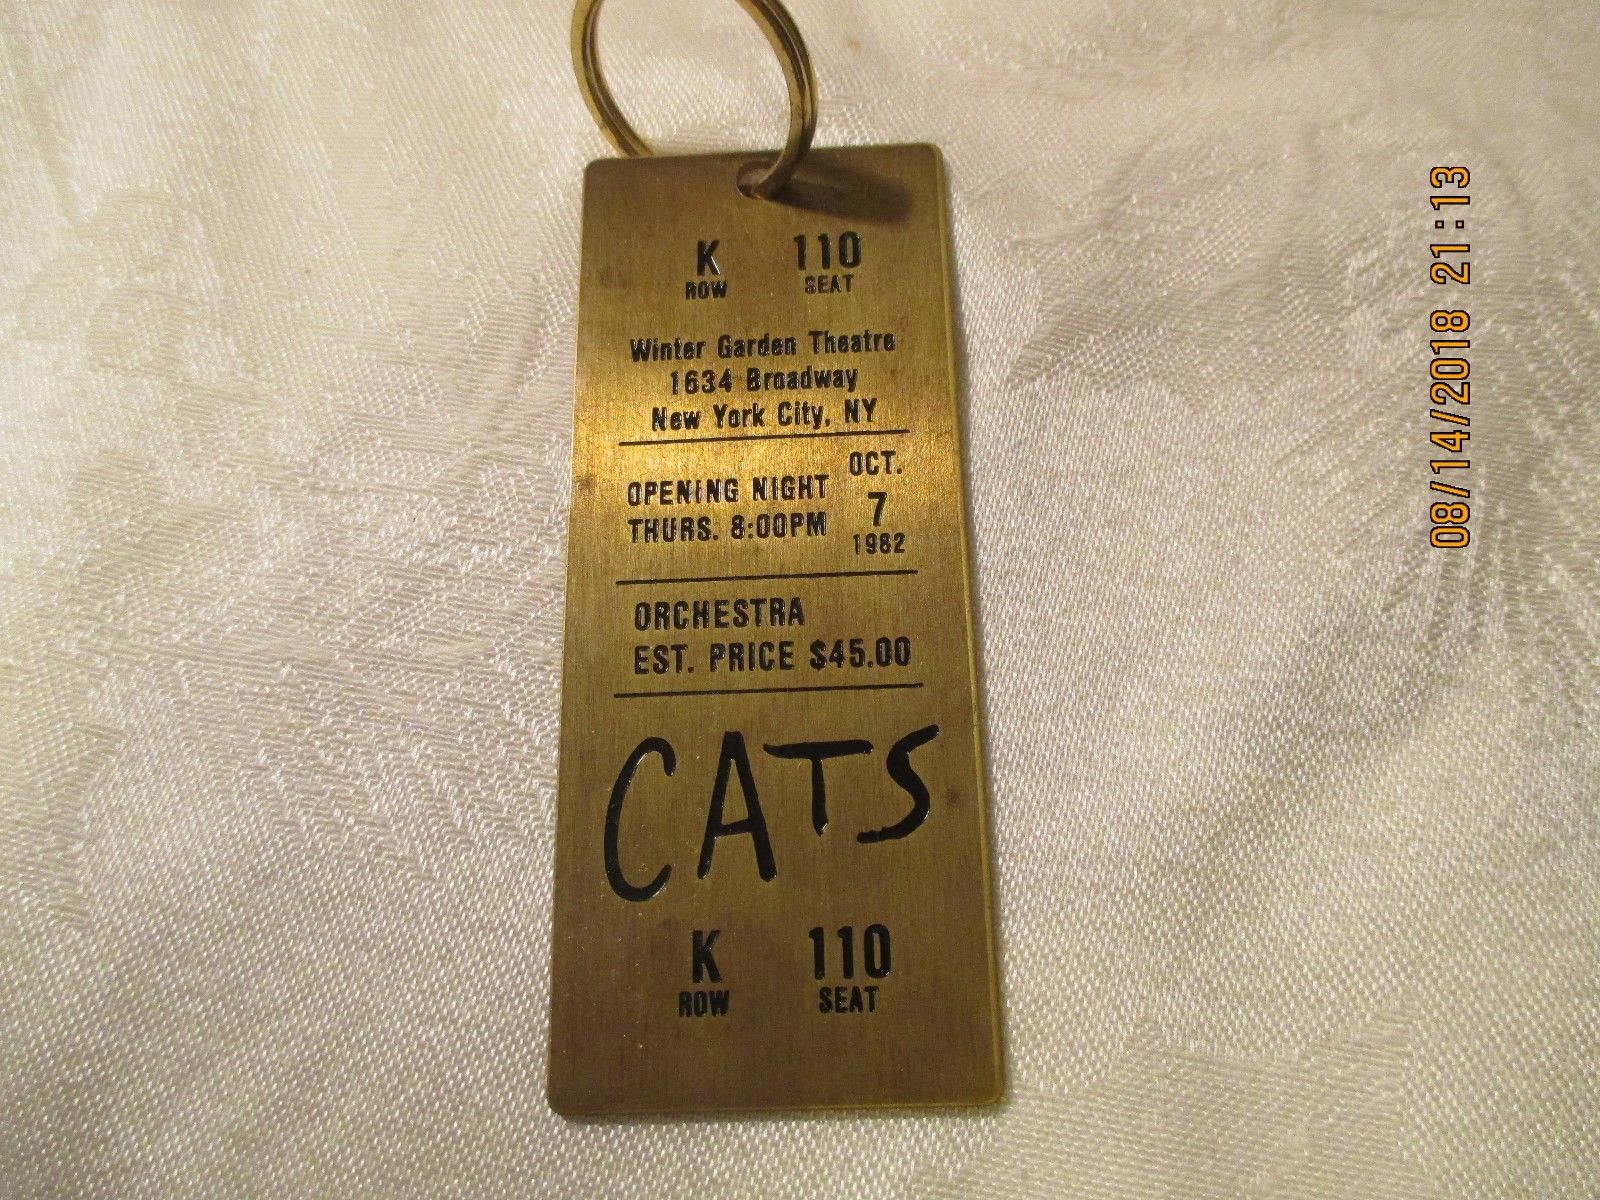 K 110
ROW SEAT
Winter Garden Theatre
1634 Broadway
New York City, NY
OPENING NIGHT
THURS. 8:00PM
OCT.
7
1982
ORCHESTRA
EST. PRICE $45.00
CATS
K 110
ROW SEAT
08/14/2018 21:13